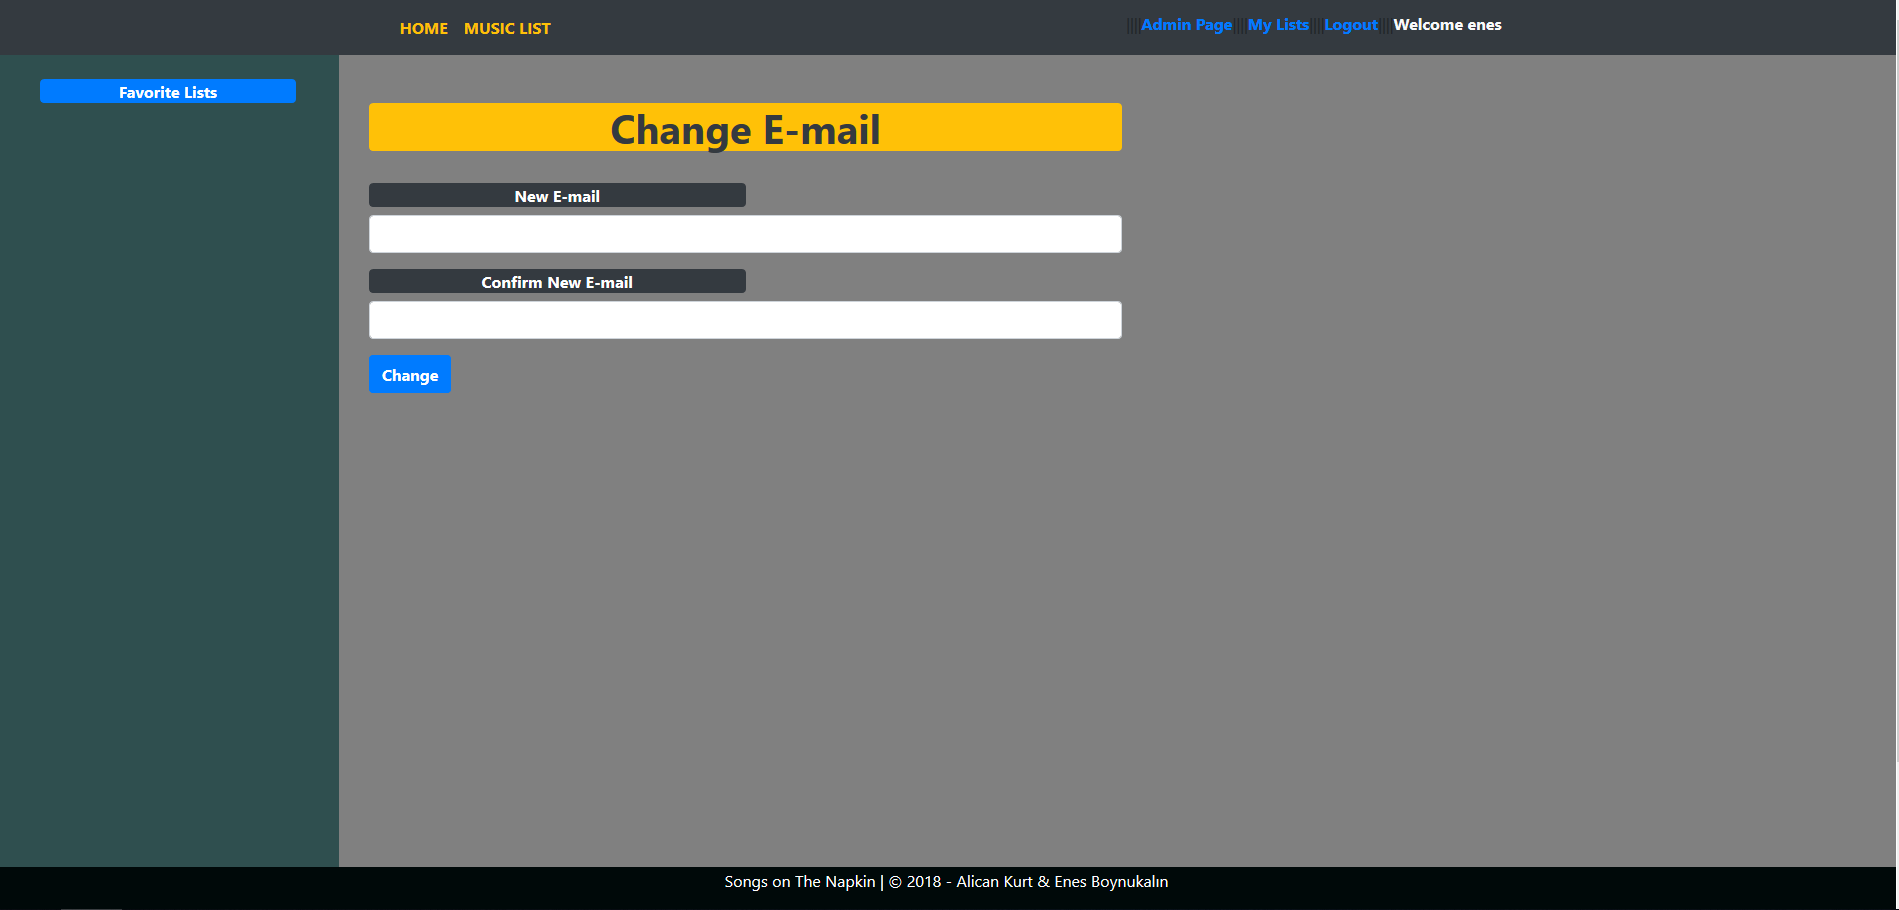 HOME MUSIC LIST
||||Admin Page||||My Lists||||Logout||||Welcome enes
Favorite Lists
Change E-mail
New E-mail
Confirm New E-mail
Change
Songs on The Napkin | © 2018 - Alican Kurt & Enes Boynukalın